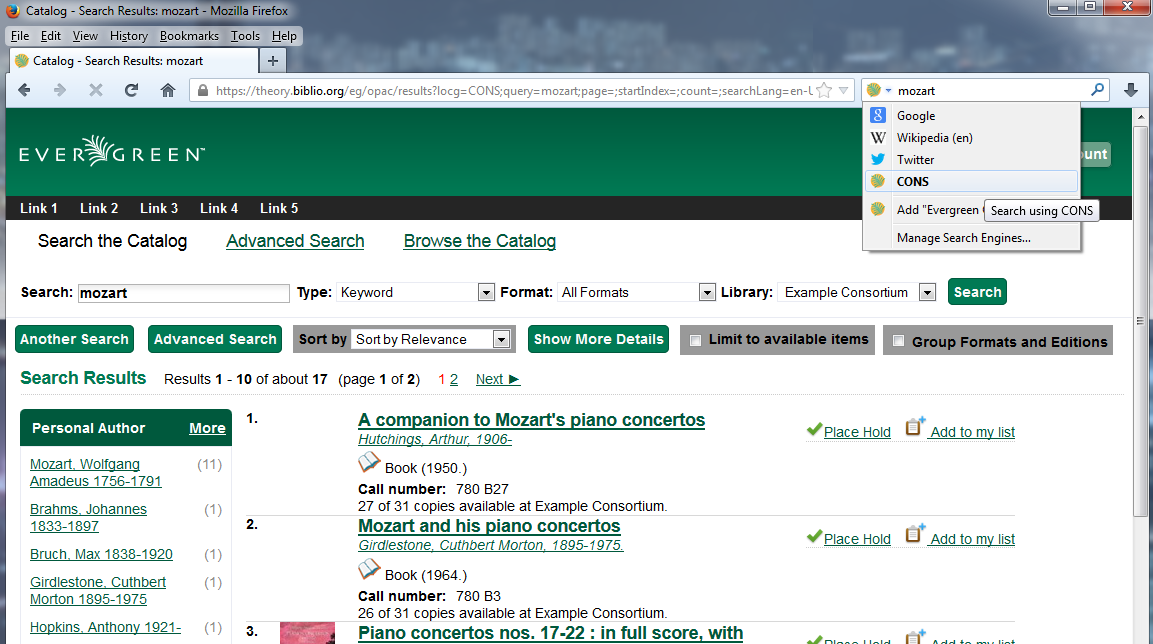 Catalog - Search Results: mozart - Mozilla Firefox
File Edit View History Bookmarks Tools Help
Catalog - Search Results: mozart
https://theory.biblio.org/eg/opac/results?locg=CONS;query=mozart;page=;startIndex=;count=;searchLang=en-U
mozart
Google
Wikipedia (en)
Twitter
CONS
Add "Evergreen
Search using CONS
Manage Search Engines...
EVERGREEN™
Link 1 Link 2 Link 3 Link 4 Link 5
Search the Catalog Advanced Search Browse the Catalog
Search: mozart Type: Keyword Format: All Formats Library: Example Consortium Search
Another Search Advanced Search Sort by Sort by Relevance Show More Details Limit to available items Group Formats and Editions
Search Results Results 1 - 10 of about 17 (page 1 of 2) 1 2 Next ►
Personal Author More
Mozart, Wolfgang (11)
Amadeus 1756-1791
Brahms, Johannes (1)
1833-1897
Bruch, Max 1838-1920 (1)
Girdlestone, Cuthbert (1)
Morton 1895-1975
Hopkins, Anthony 1921- (1)
1.
A companion to Mozart's piano concertos
Hutchings, Arthur, 1906-
Book (1950.)
Call number: 780 B27
27 of 31 copies available at Example Consortium.
Place Hold Add to my list
2.
Mozart and his piano concertos
Girdlestone, Cuthbert Morton, 1895-1975.
Book (1964.)
Call number: 780 B3
26 of 31 copies available at Example Consortium.
Place Hold Add to my list
3.
Piano concertos nos. 17-22 : in full score, with
Place Hold Add to my list